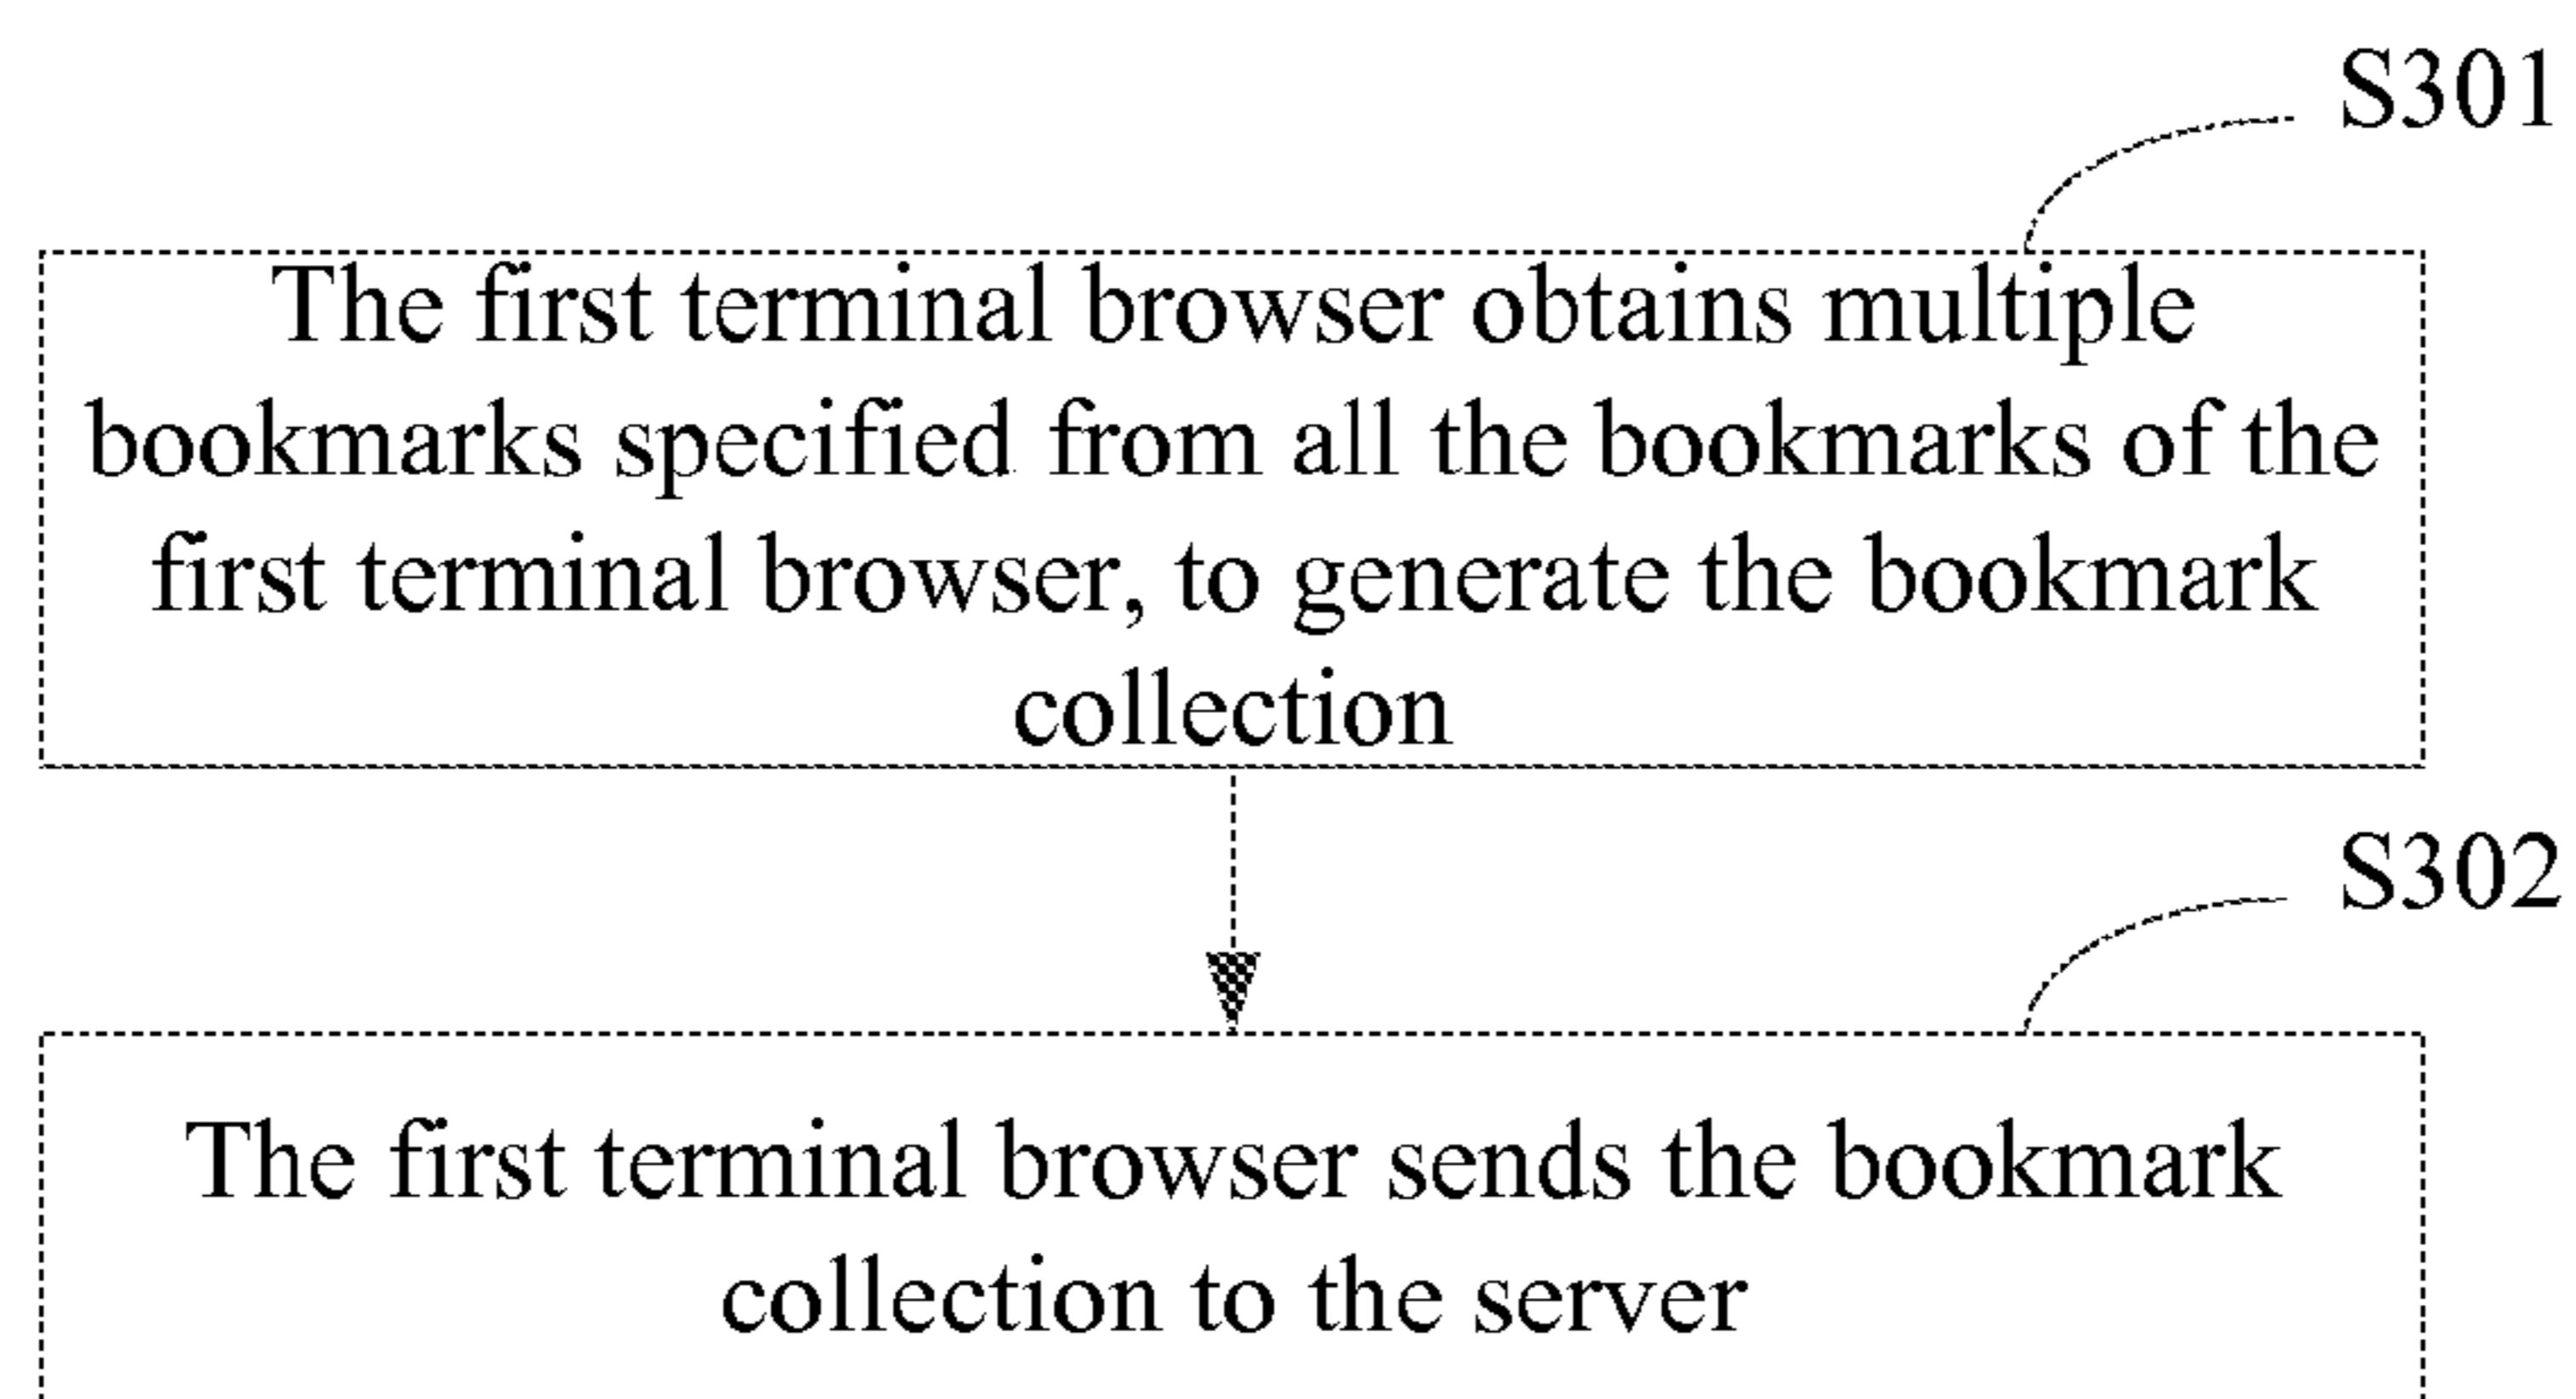 S301
The first terminal browser obtains multiple
bookmarks specified from all the bookmarks of the
first terminal browser, to generate the bookmark
collection
S302
The first terminal browser sends the bookmark
collection to the server